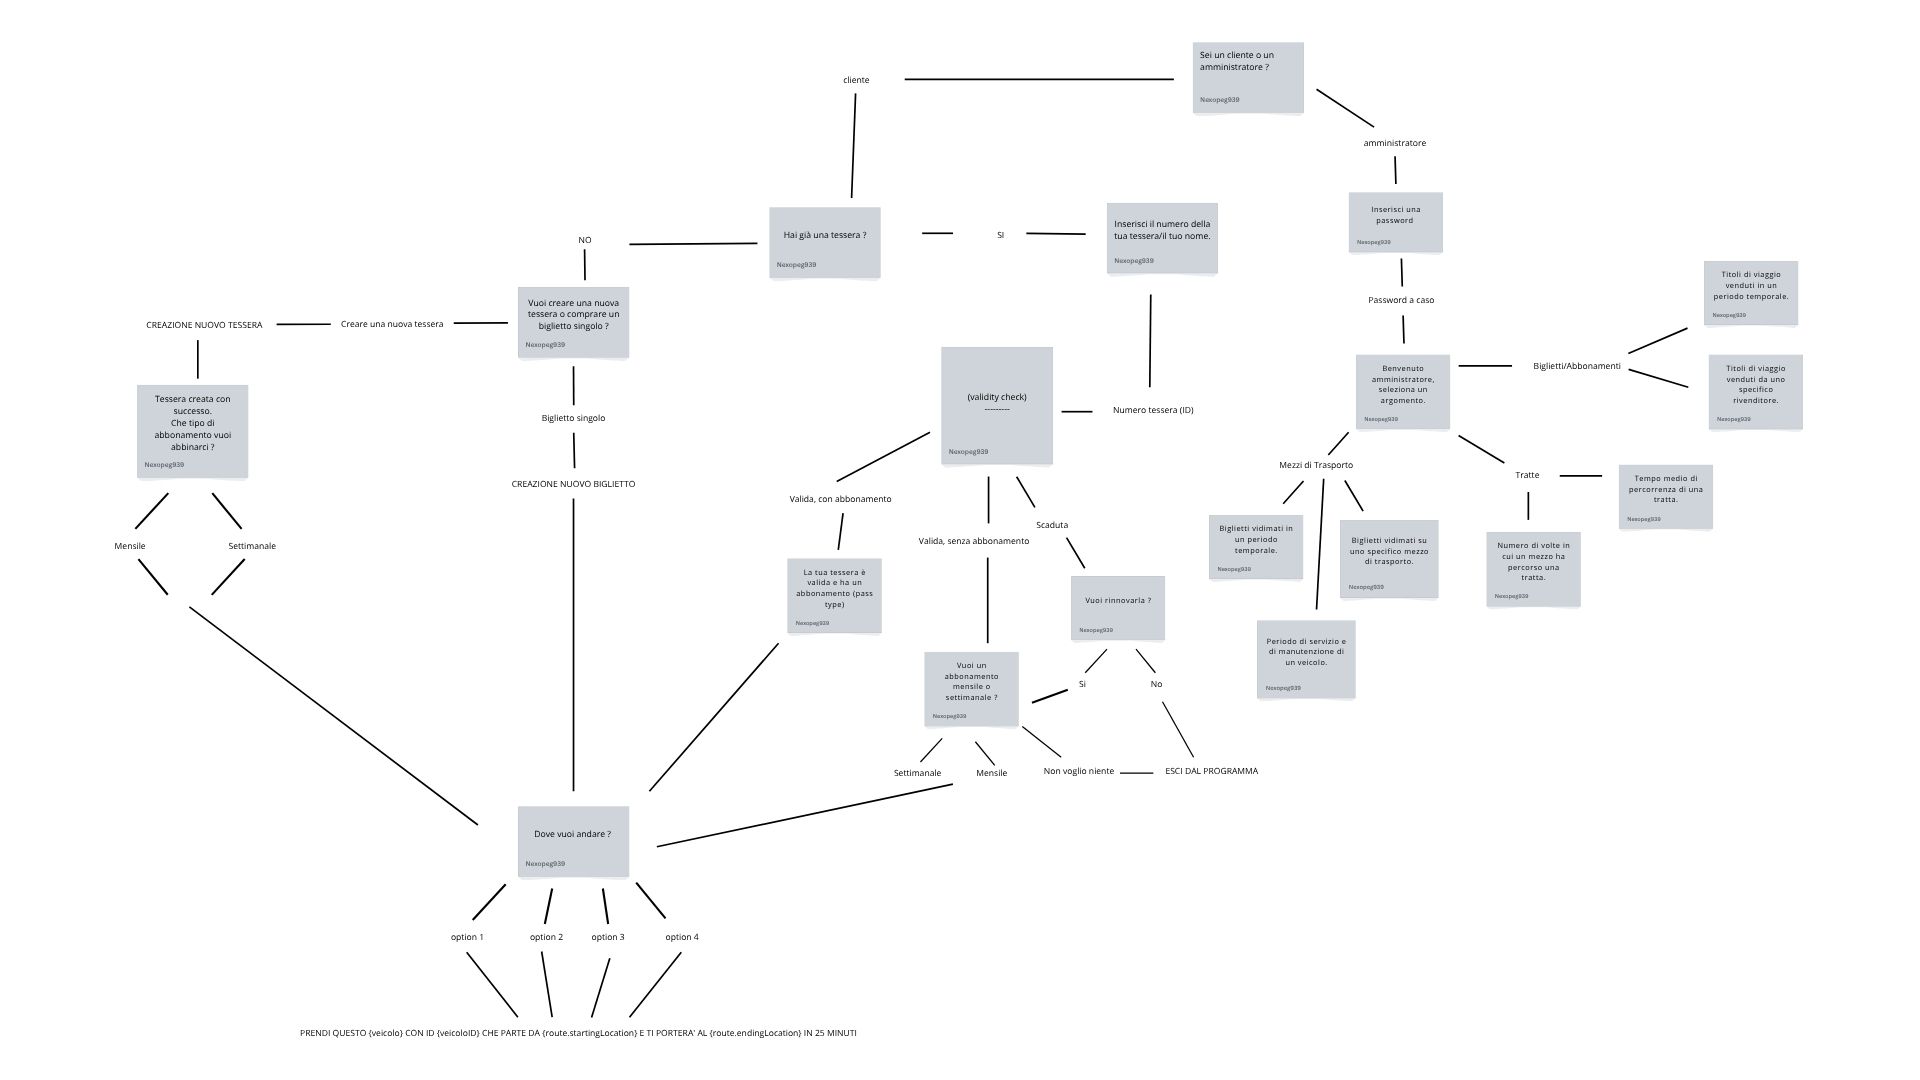 Sei un cliente o un
amministratore ?
Nexopeg939
cliente
amministratore
Hai già una tessera ?
Nexopeg939
SI
Inserisci il numero della
tua tessera/il tuo nome.
Nexopeg939
Inserisci una
password
Nexopeg939
NO
Vuoi creare una nuova
tessera o comprare un
biglietto singolo ?
Nexopeg939
Creare una nuova tessera
CREAZIONE NUOVO TESSERA
Tessera creata con
successo.
Che tipo di
abbonamento vuoi
abbinarci ?
Nexopeg939
Mensile
Settimanale
Biglietto singolo
CREAZIONE NUOVO BIGLIETTO
(validity check)
---------
Nexopeg939
Numero tessera (ID)
Valida, con abbonamento
Valida, senza abbonamento
Scaduta
La tua tessera è
valida e ha un
abbonamento (pass
type)
Nexopeg939
Vuoi rinnovarla ?
Nexopeg939
Si
No
Vuoi un
abbonamento
mensile o
settimanale ?
Nexopeg939
Settimanale
Mensile
Non voglio niente
ESCI DAL PROGRAMMA
Password a caso
Benvenuto
amministratore,
seleziona un
argomento.
Nexopeg939
Biglietti/Abbonamenti
Titoli di viaggio
venduti in un
periodo temporale.
Nexopeg939
Titoli di viaggio
venduti da uno
specifico
rivenditore.
Nexopeg939
Mezzi di Trasporto
Tratte
Tempo medio di
percorrenza di una
tratta.
Nexopeg939
Biglietti vidimati in
un periodo
temporale.
Nexopeg939
Biglietti vidimati su
uno specifico mezzo
di trasporto.
Nexopeg939
Numero di volte in
cui un mezzo ha
percorso una
tratta.
Nexopeg939
Periodo di servizio e
di manutenzione di
un veicolo.
Nexopeg939
Dove vuoi andare ?
Nexopeg939
option 1
option 2
option 3
option 4
PRENDI QUESTO {veicolo} CON ID {veicoloID} CHE PARTE DA {route.startingLocation} E TI PORTERA' AL {route.endingLocation} IN 25 MINUTI